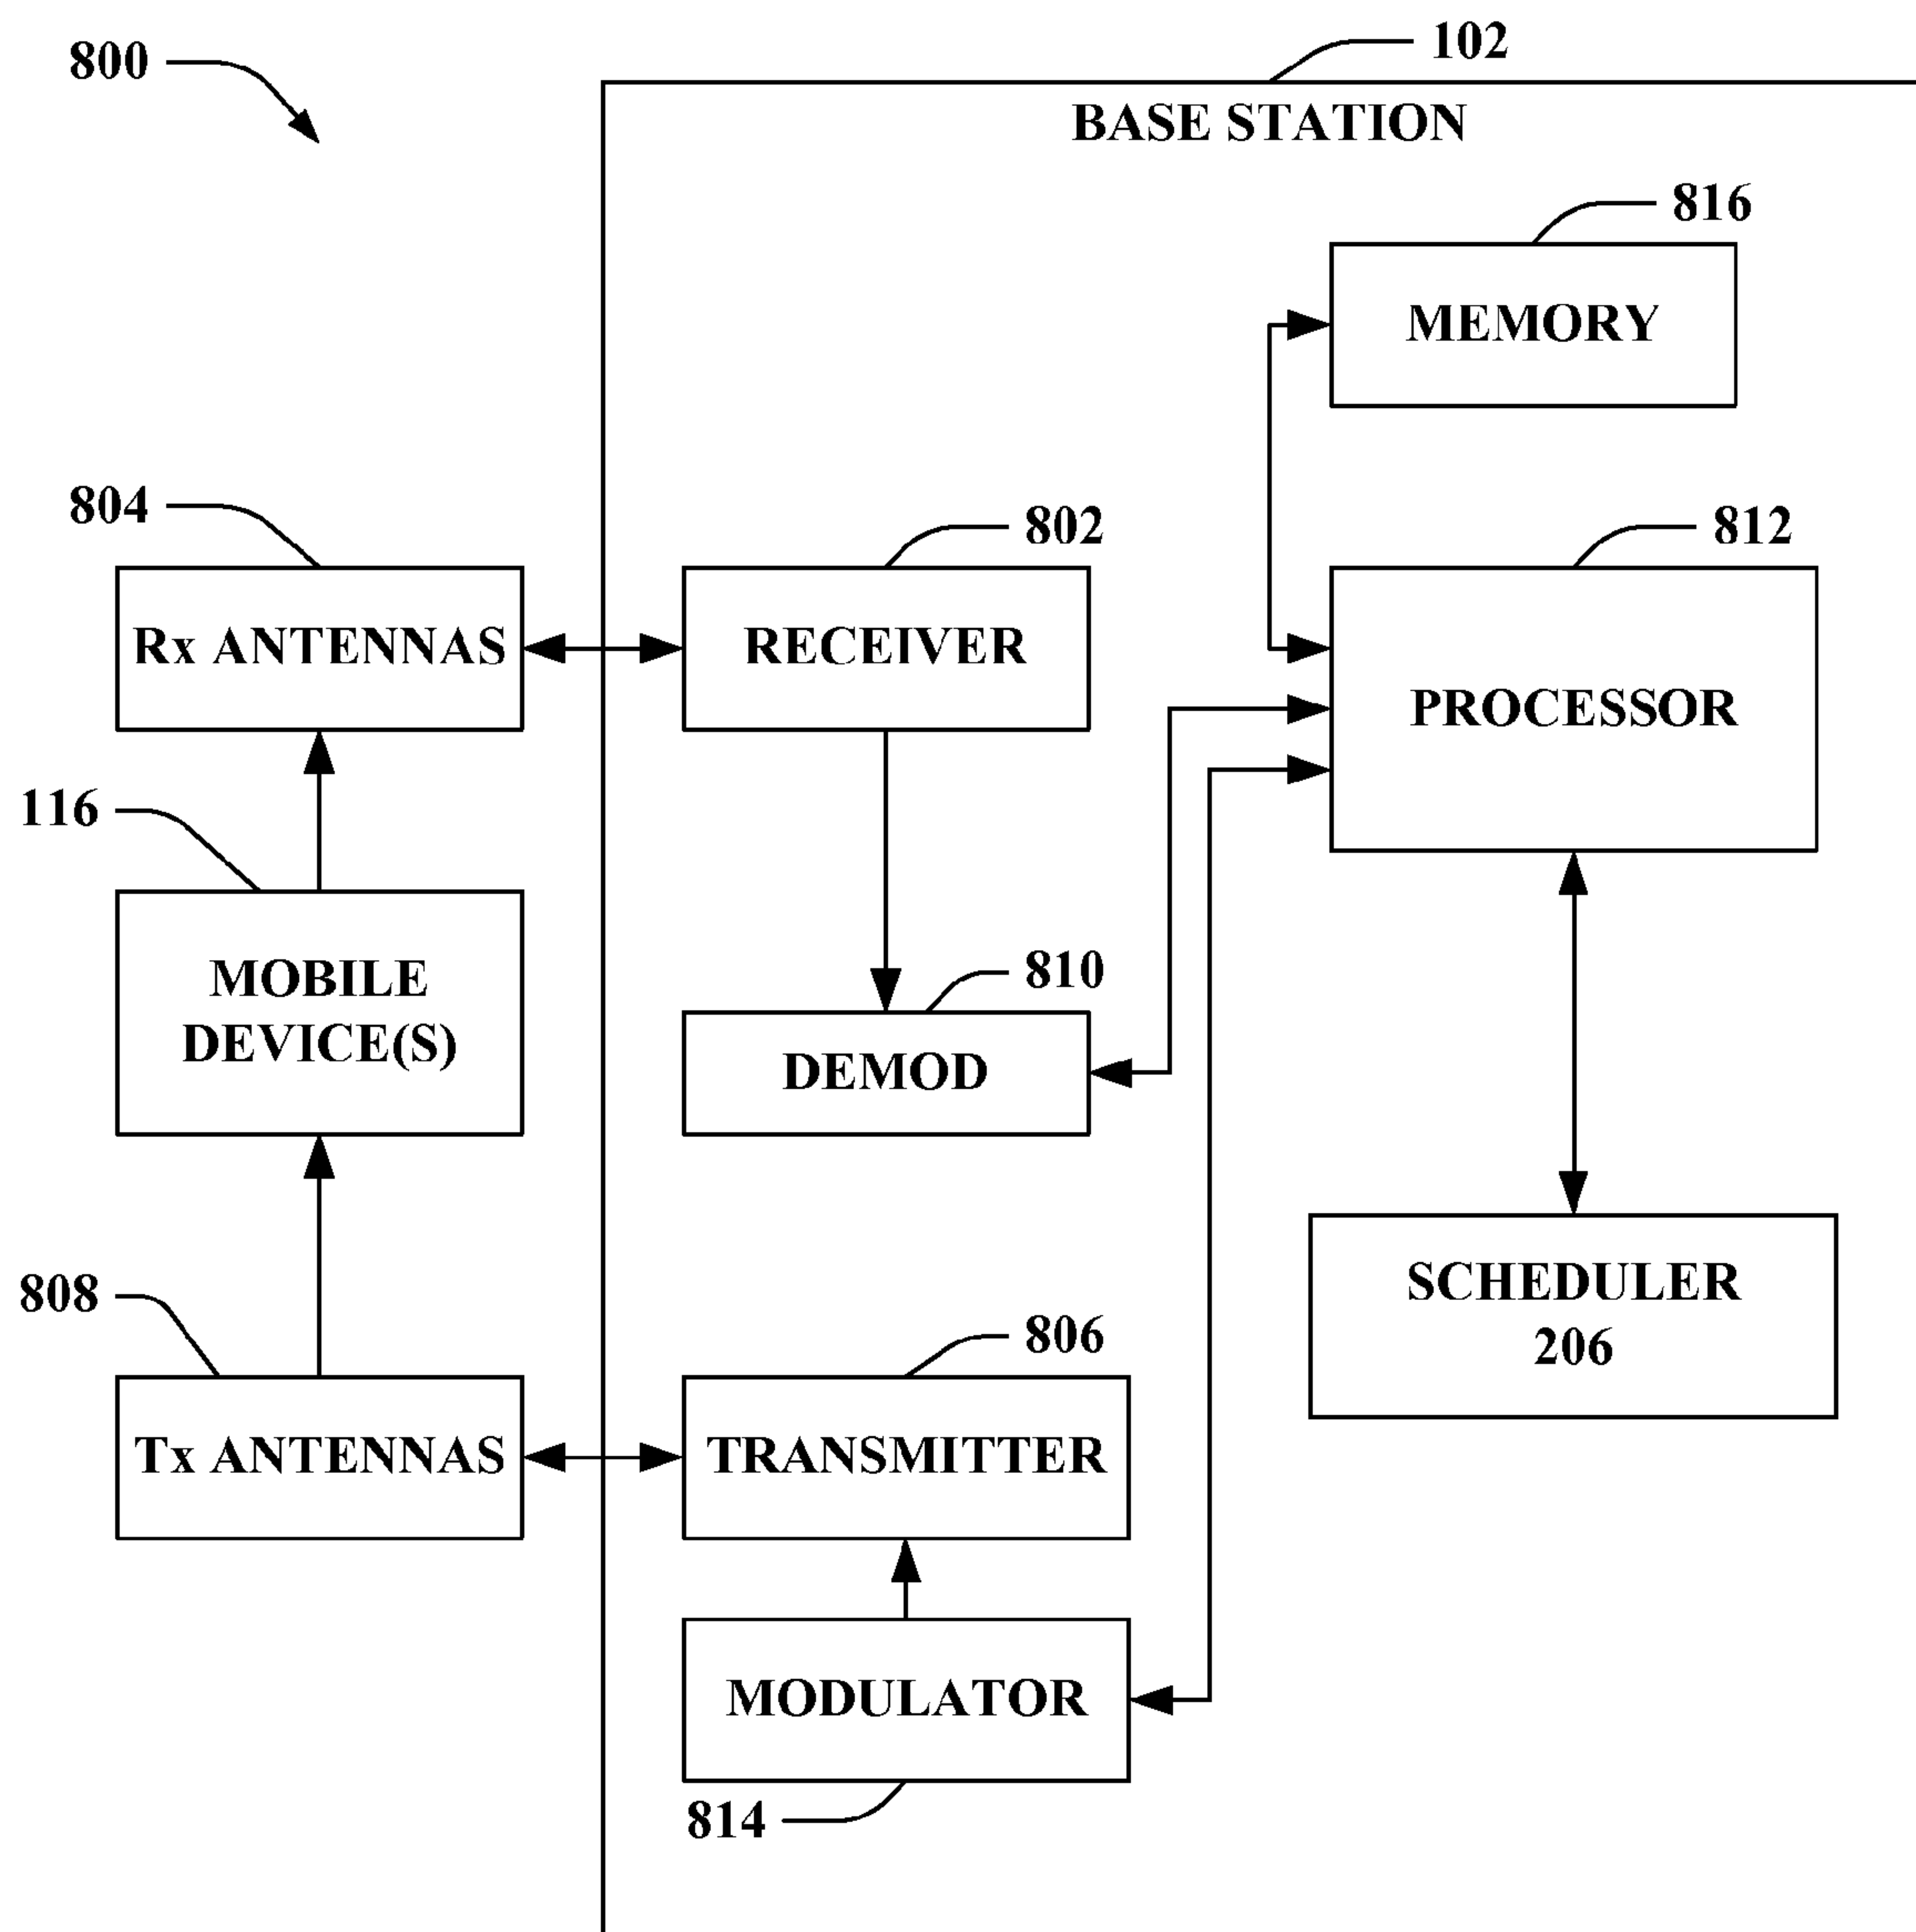 800
102
BASE STATION
816
MEMORY
804
802
812
Rx ANTENNAS
RECEIVER
PROCESSOR
116
MOBILE
DEVICE(S)
810
DEMOD
808
806
SCHEDULER
206
Tx ANTENNAS
TRANSMITTER
MODULATOR
814